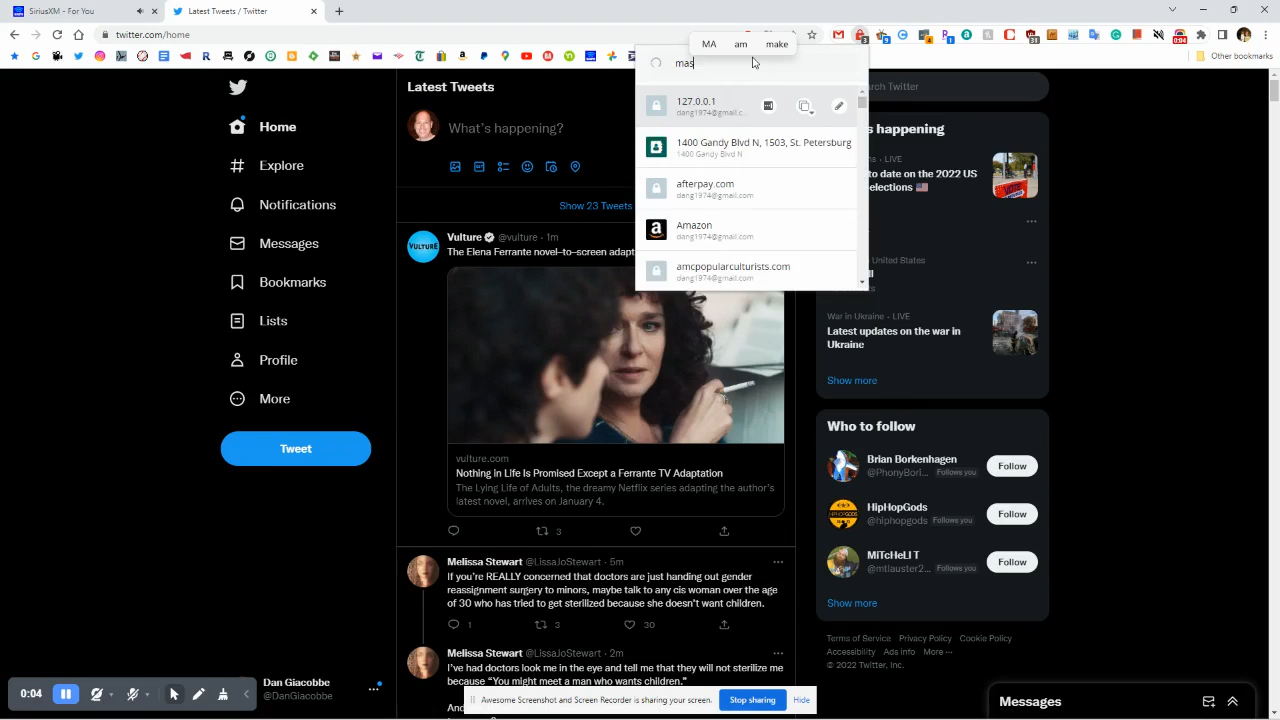 SiriusXM - For You
Latest Tweets / Twitter
twitter.com/home
Other bookmarks
MA am make
mas
127.0.0.1
dang1974@gmail.c...
1400 Gandy Blvd N, 1503, St. Petersburg
1400 Gandy Blvd N
afterpay.com
dang1974@gmail.com
Amazon
dang1974@gmail.com
amcpopularculturists.com
dang1974@gmail.com
Home
Explore
Notifications
Messages
Bookmarks
Lists
Profile
More
Tweet
Dan Giacobbe
@DanGiacobbe
0:04
Latest Tweets
What's happening?
Show 23 Tweets
Vulture @vulture · 1m
The Elena Ferrante novel-to-screen adapt
VULTURE
vulture.com
Nothing in Life Is Promised Except a Ferrante TV Adaptation
The Lying Life of Adults, the dreamy Netflix series adapting the author's
latest novel, arrives on January 4.
3
Melissa Stewart @LissaJoStewart · 5m
If you're REALLY concerned that doctors are just handing out gender
reassignment surgery to minors, maybe talk to any cis woman over the age
of 30 who has tried to get sterilized because she doesn't want children.
1 3 30
Melissa Stewart @LissaJoStewart · 2m
I've had doctors look me in the eye and tell me that they will not sterilize me
because "You might meet a man who wants children."
Awesome Screenshot and Screen Recorder is sharing your screen.
Stop sharing
Hide
rch Twitter
s happening
ns · LIVE
to date on the 2022 US
elections
VOTE
United States
War in Ukraine · LIVE
Latest updates on the war in
Ukraine
Show more
Who to follow
Brian Borkenhagen
@PhonyBori... Follows you
Follow
HipHopGods
@hiphopgods Follows you
Follow
MiTcHeLl T
@mtlauster2... Follows you
Follow
Show more
Terms of Service Privacy Policy Cookie Policy
Accessibility Ads info More ...
© 2022 Twitter, Inc.
Messages